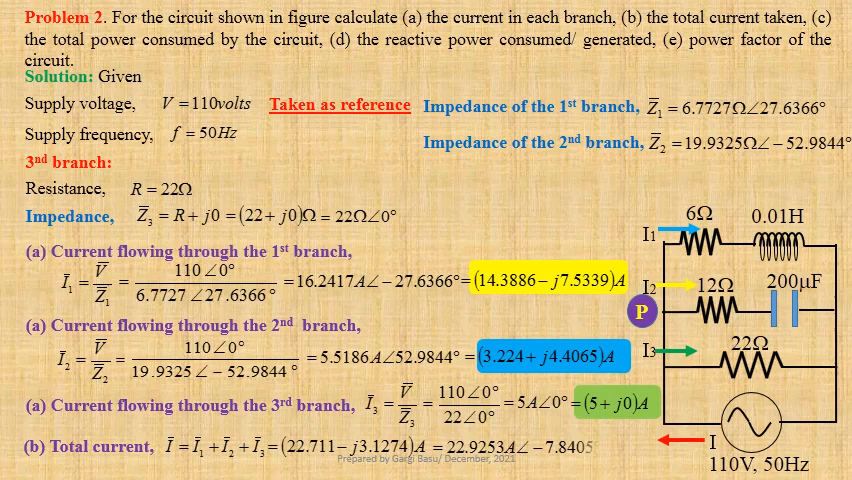 Problem 2. For the circuit shown in figure calculate (a) the current in each branch, (b) the total current taken, (c)
the total power consumed by the circuit, (d) the reactive power consumed/ generated, (e) power factor of the
circuit.
Solution: Given
Supply voltage, V = 110volts Taken as reference
Impedance of the 1st branch, Z̅₁ = 6.7727Ω∠27.6366°
Supply frequency, f = 50Hz
Impedance of the 2nd branch, Z̅₂ = 19.9325Ω∠−52.9844°
3nd branch:
Resistance, R = 22Ω
Impedance, Z̅₃ = R + j0 = (22 + j0)Ω = 22Ω∠0°
(a) Current flowing through the 1st branch,
I̅₁ = V̅/Z̅₁ = 110∠0° / 6.7727∠27.6366° = 16.2417A∠−27.6366° = (14.3886 − j7.5339)A
(a) Current flowing through the 2nd branch,
I̅₂ = V̅/Z̅₂ = 110∠0° / 19.9325∠−52.9844° = 5.5186A∠52.9844° = (3.224 + j4.4065)A
(a) Current flowing through the 3rd branch, I̅₃ = V̅/Z̅₃ = 110∠0° / 22∠0° = 5A∠0° = (5 + j0)A
(b) Total current, I̅ = I̅₁ + I̅₂ + I̅₃ = (22.711 − j3.1274)A = 22.9253A∠−7.8405
Prepared by Gargi Basu/ December, 2021
6Ω 0.01H
I1
I2 12Ω 200μF
P
I3 22Ω
I
110V, 50Hz